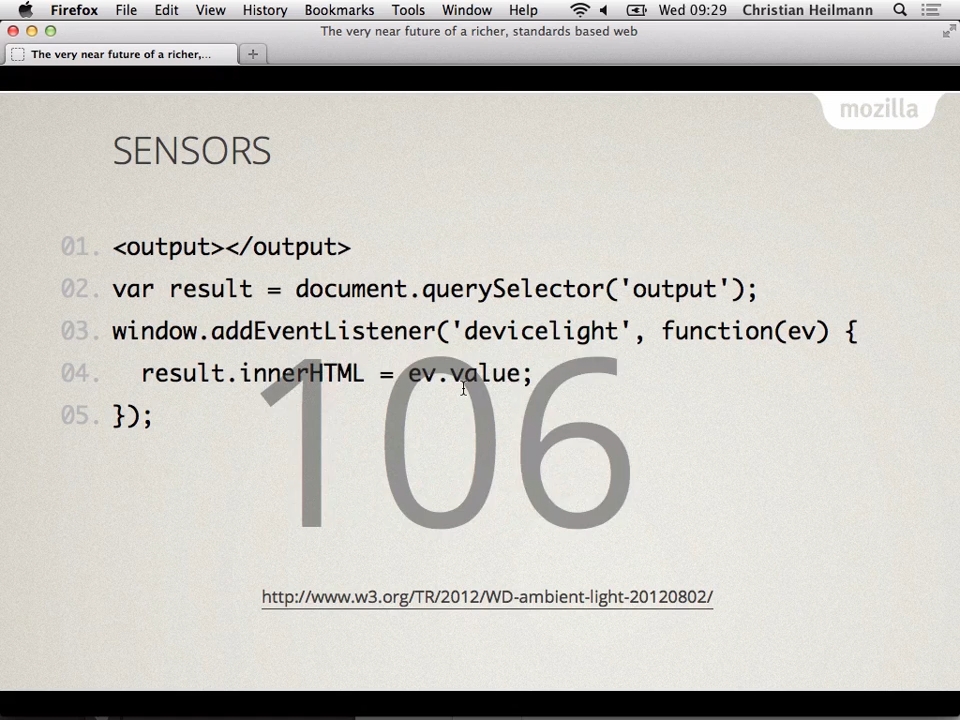 Firefox File Edit View History Bookmarks Tools Window Help Wed 09:29 Christian Heilmann
The very near future of a richer, standards based web
The very near future of a richer,... +
mozilla
SENSORS
01. <output></output>
02. var result = document.querySelector('output');
03. window.addEventListener('devicelight', function(ev) {
04. result.innerHTML = ev.value;
05. });
106
http://www.w3.org/TR/2012/WD-ambient-light-20120802/